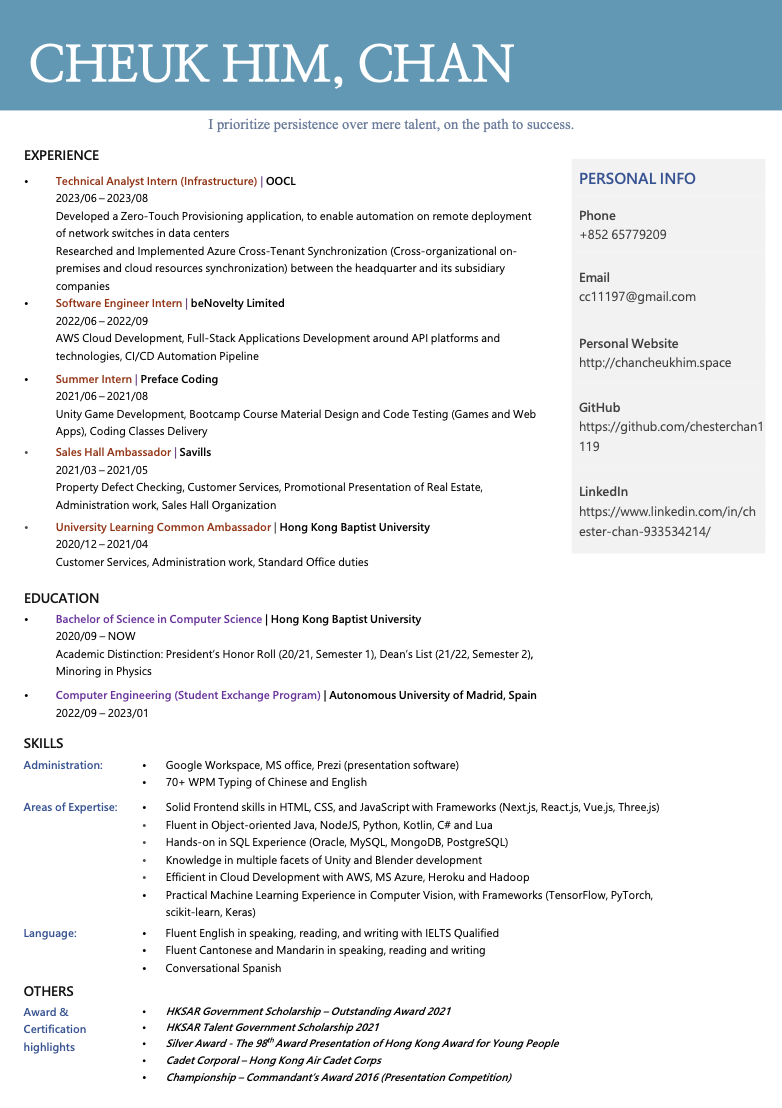 CHEUK HIM, CHAN
I prioritize persistence over mere talent, on the path to success.
EXPERIENCE
• Technical Analyst Intern (Infrastructure) | OOCL
2023/06 – 2023/08
Developed a Zero-Touch Provisioning application, to enable automation on remote deployment
of network switches in data centers
Researched and Implemented Azure Cross-Tenant Synchronization (Cross-organizational on-
premises and cloud resources synchronization) between the headquarter and its subsidiary
companies
• Software Engineer Intern | beNovelty Limited
2022/06 – 2022/09
AWS Cloud Development, Full-Stack Applications Development around API platforms and
technologies, CI/CD Automation Pipeline
• Summer Intern | Preface Coding
2021/06 – 2021/08
Unity Game Development, Bootcamp Course Material Design and Code Testing (Games and Web
Apps), Coding Classes Delivery
• Sales Hall Ambassador | Savills
2021/03 – 2021/05
Property Defect Checking, Customer Services, Promotional Presentation of Real Estate,
Administration work, Sales Hall Organization
• University Learning Common Ambassador | Hong Kong Baptist University
2020/12 – 2021/04
Customer Services, Administration work, Standard Office duties
PERSONAL INFO
Phone
+852 65779209
Email
cc11197@gmail.com
Personal Website
http://chancheukhim.space
GitHub
https://github.com/chesterchan1
119
LinkedIn
https://www.linkedin.com/in/ch
ester-chan-933534214/
EDUCATION
• Bachelor of Science in Computer Science | Hong Kong Baptist University
2020/09 – NOW
Academic Distinction: President's Honor Roll (20/21, Semester 1), Dean's List (21/22, Semester 2),
Minoring in Physics
• Computer Engineering (Student Exchange Program) | Autonomous University of Madrid, Spain
2022/09 – 2023/01
SKILLS
Administration:
• Google Workspace, MS office, Prezi (presentation software)
• 70+ WPM Typing of Chinese and English
Areas of Expertise:
• Solid Frontend skills in HTML, CSS, and JavaScript with Frameworks (Next.js, React.js, Vue.js, Three.js)
• Fluent in Object-oriented Java, NodeJS, Python, Kotlin, C# and Lua
• Hands-on in SQL Experience (Oracle, MySQL, MongoDB, PostgreSQL)
• Knowledge in multiple facets of Unity and Blender development
• Efficient in Cloud Development with AWS, MS Azure, Heroku and Hadoop
• Practical Machine Learning Experience in Computer Vision, with Frameworks (TensorFlow, PyTorch,
scikit-learn, Keras)
Language:
• Fluent English in speaking, reading, and writing with IELTS Qualified
• Fluent Cantonese and Mandarin in speaking, reading and writing
• Conversational Spanish
OTHERS
Award &
Certification
highlights
• HKSAR Government Scholarship – Outstanding Award 2021
• HKSAR Talent Government Scholarship 2021
• Silver Award - The 98th Award Presentation of Hong Kong Award for Young People
• Cadet Corporal – Hong Kong Air Cadet Corps
• Championship – Commandant's Award 2016 (Presentation Competition)